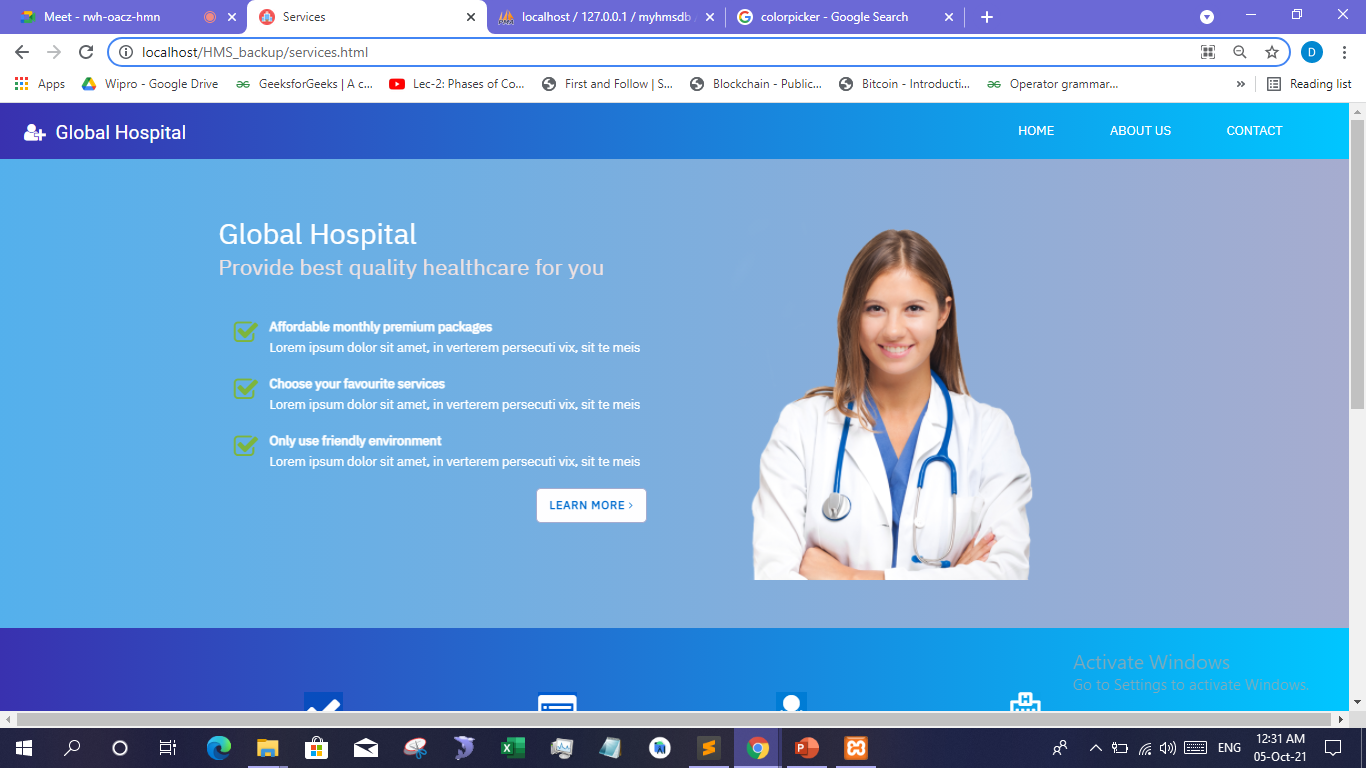 Meet - rwh-oacz-hmn
Services
localhost / 127.0.0.1 / myhmsdb
colorpicker - Google Search
localhost/HMS_backup/services.html
D
Apps
Wipro - Google Drive
GeeksforGeeks | A c...
Lec-2: Phases of Co...
First and Follow | S...
Blockchain - Public...
Bitcoin - Introducti...
Operator grammar...
»
Reading list
Global Hospital
HOME
ABOUT US
CONTACT
Global Hospital
Provide best quality healthcare for you
Affordable monthly premium packages
Lorem ipsum dolor sit amet, in verterem persecuti vix, sit te meis
Choose your favourite services
Lorem ipsum dolor sit amet, in verterem persecuti vix, sit te meis
Only use friendly environment
Lorem ipsum dolor sit amet, in verterem persecuti vix, sit te meis
LEARN MORE ›
Activate Windows
Go to Settings to activate Windows.
ENG
12:31 AM
05-Oct-21